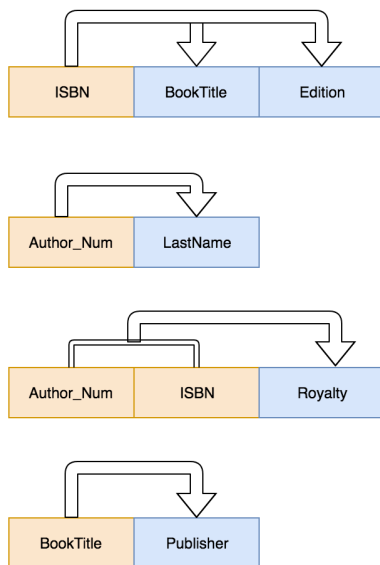 ISBN BookTitle Edition
Author_Num LastName
Author_Num ISBN Royalty
BookTitle Publisher